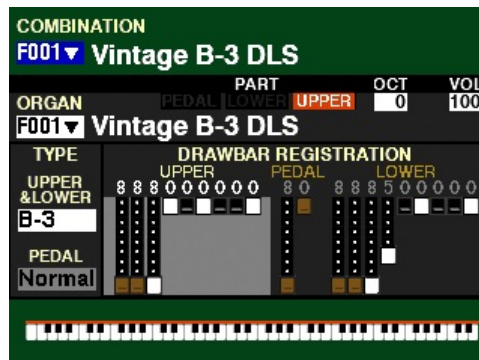 COMBINATION
F001▼ Vintage B-3 DLS
PART OCT VOL
ORGAN PEDAL LOWER UPPER 0 100
F001▼ Vintage B-3 DLS
TYPE DRAWBAR REGISTRATION
UPPER PEDAL LOWER
UPPER 888000000 80 888500000
&LOWER
B-3
PEDAL
Normal